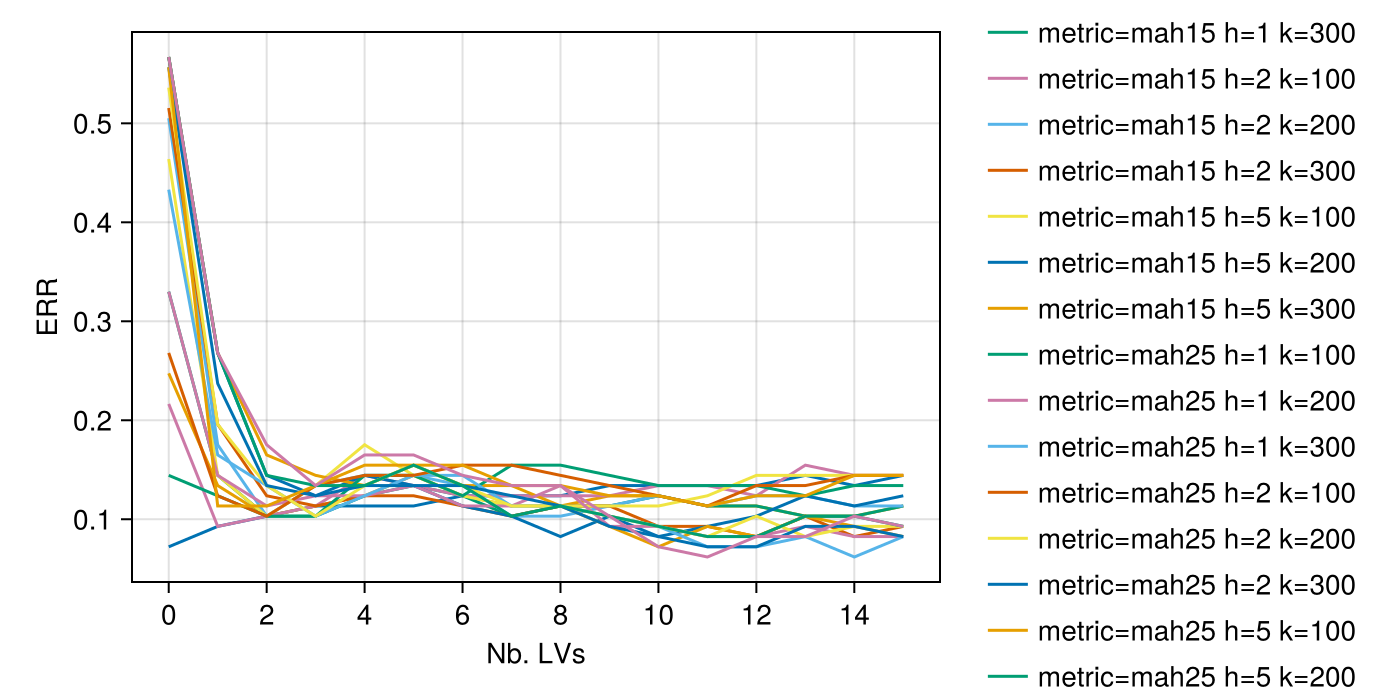 0.5
0.4
0.3
0.2
0.1
ERR
0 2 4 6 8 10 12 14
Nb. LVs
metric=mah15 h=1 k=300
metric=mah15 h=2 k=100
metric=mah15 h=2 k=200
metric=mah15 h=2 k=300
metric=mah15 h=5 k=100
metric=mah15 h=5 k=200
metric=mah15 h=5 k=300
metric=mah25 h=1 k=100
metric=mah25 h=1 k=200
metric=mah25 h=1 k=300
metric=mah25 h=2 k=100
metric=mah25 h=2 k=200
metric=mah25 h=2 k=300
metric=mah25 h=5 k=100
metric=mah25 h=5 k=200